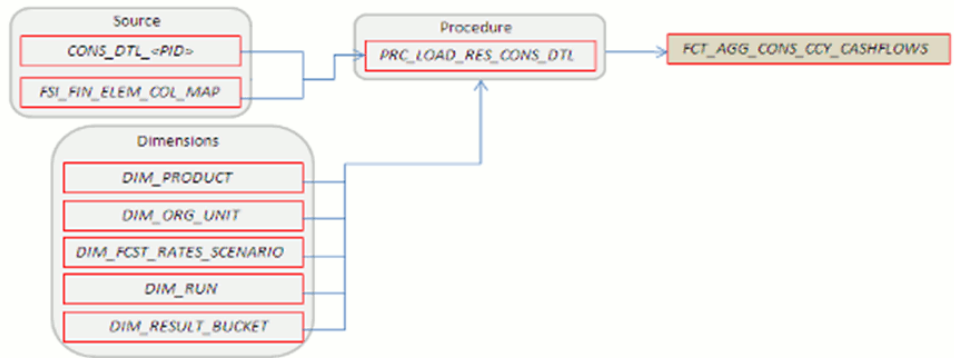 Source
CONS_DTL_<PID>
FSI_FIN_ELEM_COL_MAP
Procedure
PRC_LOAD_RES_CONS_DTL
FCT_AGG_CONS_CCY_CASHFLOWS
Dimensions
DIM_PRODUCT
DIM_ORG_UNIT
DIM_FCST_RATES_SCENARIO
DIM_RUN
DIM_RESULT_BUCKET